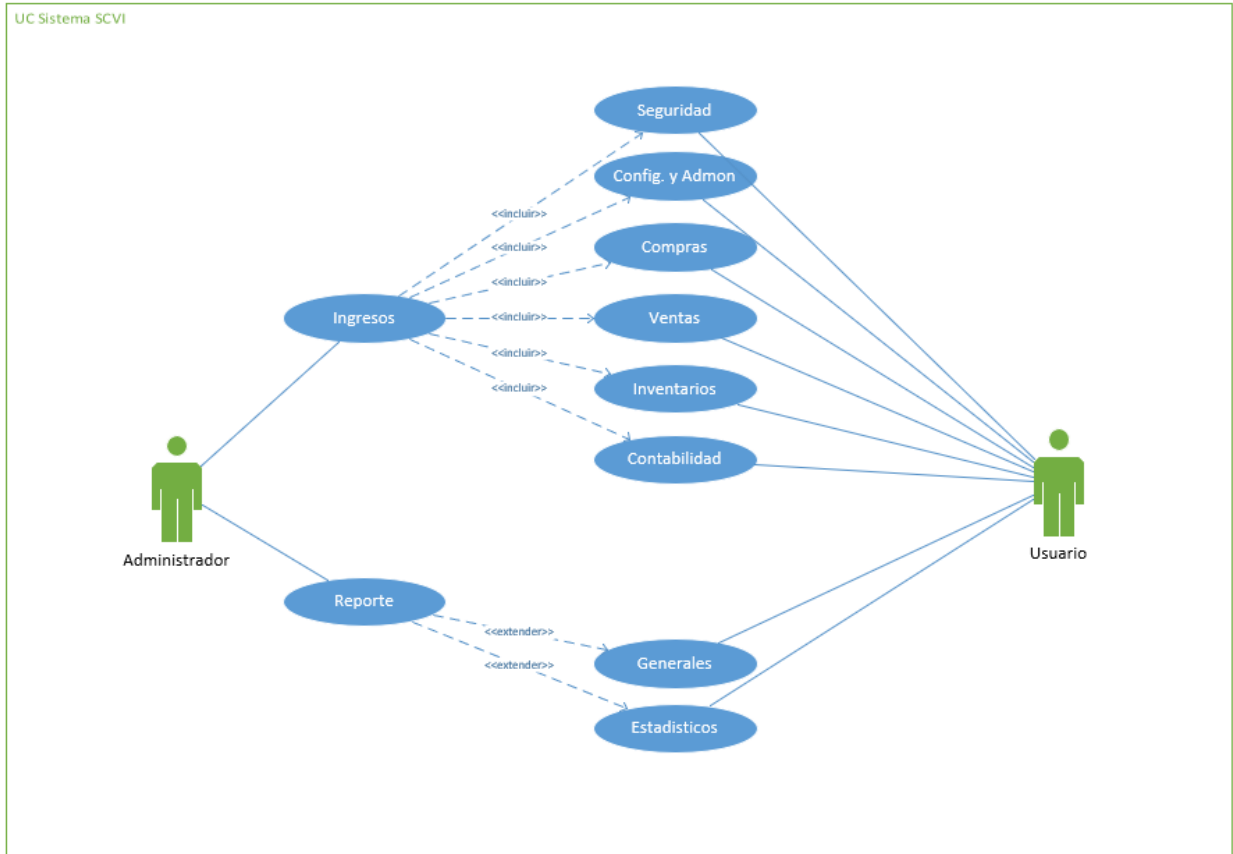 UC Sistema SCVI
Seguridad
Config. y Admon
<<incluir>>
<<incluir>>
Compras
<<incluir>>
Ingresos
<<incluir>>
Ventas
<<incluir>>
Inventarios
<<incluir>>
Contabilidad
Administrador
Usuario
Reporte
<<extender>>
Generales
<<extender>>
Estadisticos